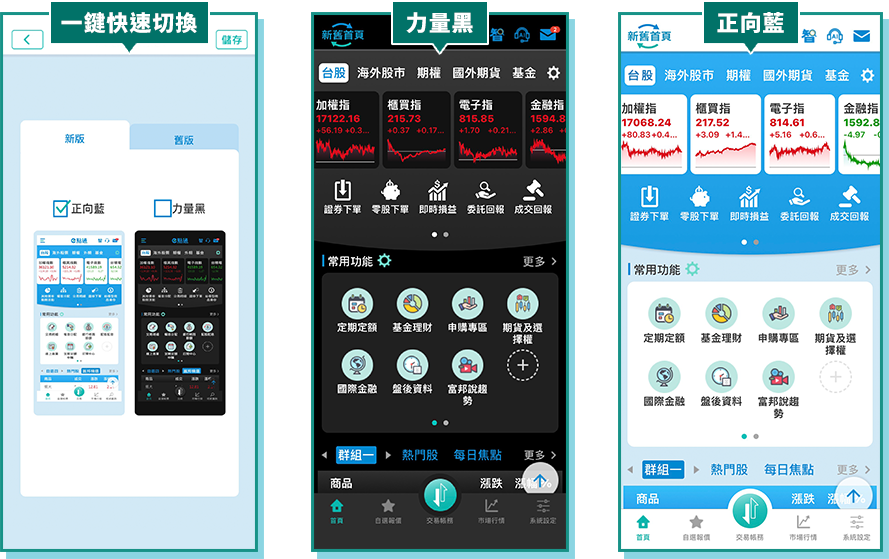 一鍵快速切換
儲存
新版
舊版
正向藍
力量黑
e點通
力量黑
新舊首頁
智
2
台股
海外股市
期權
國外期貨
基金
加權指
17122.16
+56.19 +0.3...
櫃買指
215.73
+0.37 +0.17...
電子指
815.85
+1.70 +0.21...
金融指
1594.8
+2.86
證券下單
零股下單
即時損益
委託回報
成交回報
常用功能
更多
定期定額
基金理財
申購專區
期貨及選擇權
國際金融
盤後資料
富邦說趨勢
群組一
熱門股
每日焦點
更多
商品
漲跌
首頁
自選報價
交易帳務
市場行情
系統設定
正向藍
新舊首頁
智
台股
海外股市
期權
國外期貨
基金
加權指
17068.24
+80.83+0.4...
櫃買指
217.52
+3.09 +1.4...
電子指
814.61
+5.16 +0.6...
金融指
1592.8
-4.97
證券下單
零股下單
即時損益
委託回報
成交回報
常用功能
更多
定期定額
基金理財
申購專區
期貨及選擇權
國際金融
盤後資料
富邦說趨勢
群組一
熱門股
每日焦點
更多
商品
漲跌
首頁
自選報價
交易帳務
市場行情
系統設定